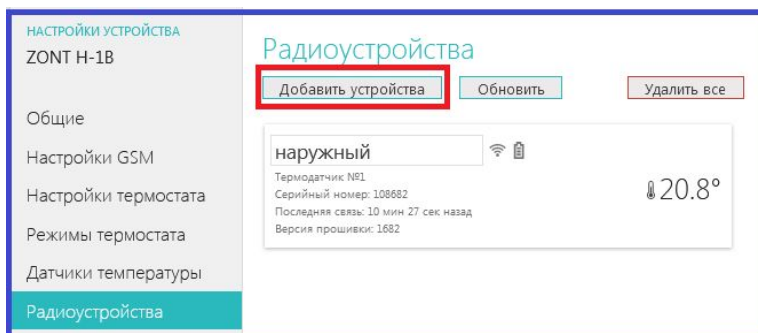 НАСТРОЙКИ УСТРОЙСТВА
ZONT H-1B
Общие
Настройки GSM
Настройки термостата
Режимы термостата
Датчики температуры
Радиоустройства
Радиоустройства
Добавить устройства Обновить Удалить все
наружный
Термодатчик №1
Серийный номер: 108682
Последняя связь: 10 мин 27 сек назад
Версия прошивки: 1682
20.8°